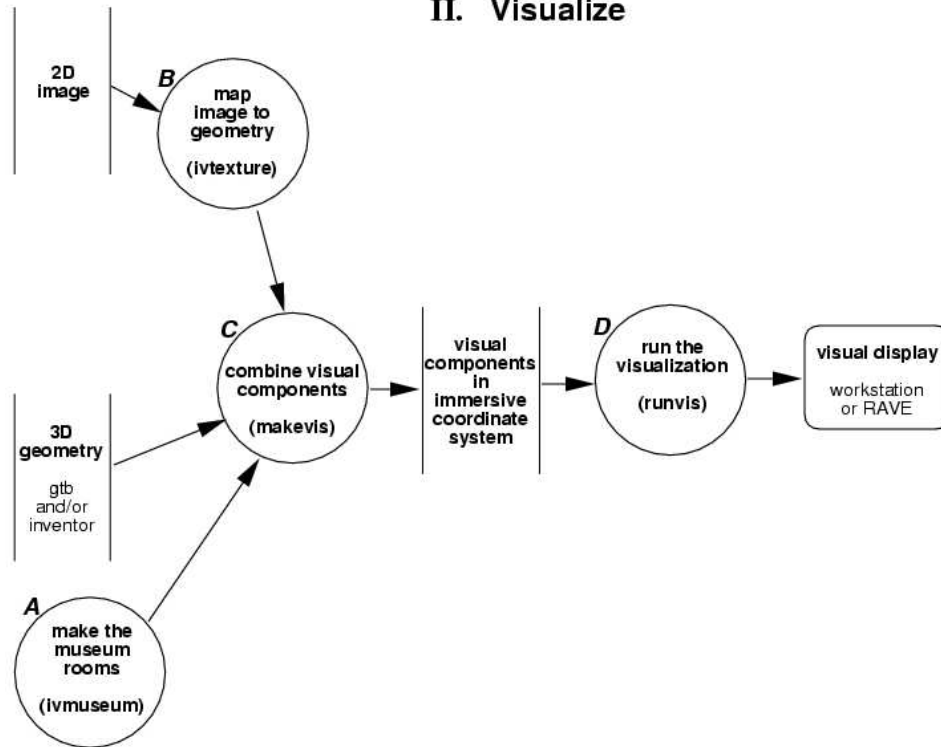 II. Visualize
2D
image
B
map
image to
geometry
(ivtexture)
C
combine visual
components
(makevis)
visual
components
in
immersive
coordinate
system
D
run the
visualization
(runvis)
visual display
workstation
or RAVE
3D
geometry
gtb
and/or
inventor
A
make the
museum
rooms
(ivmuseum)